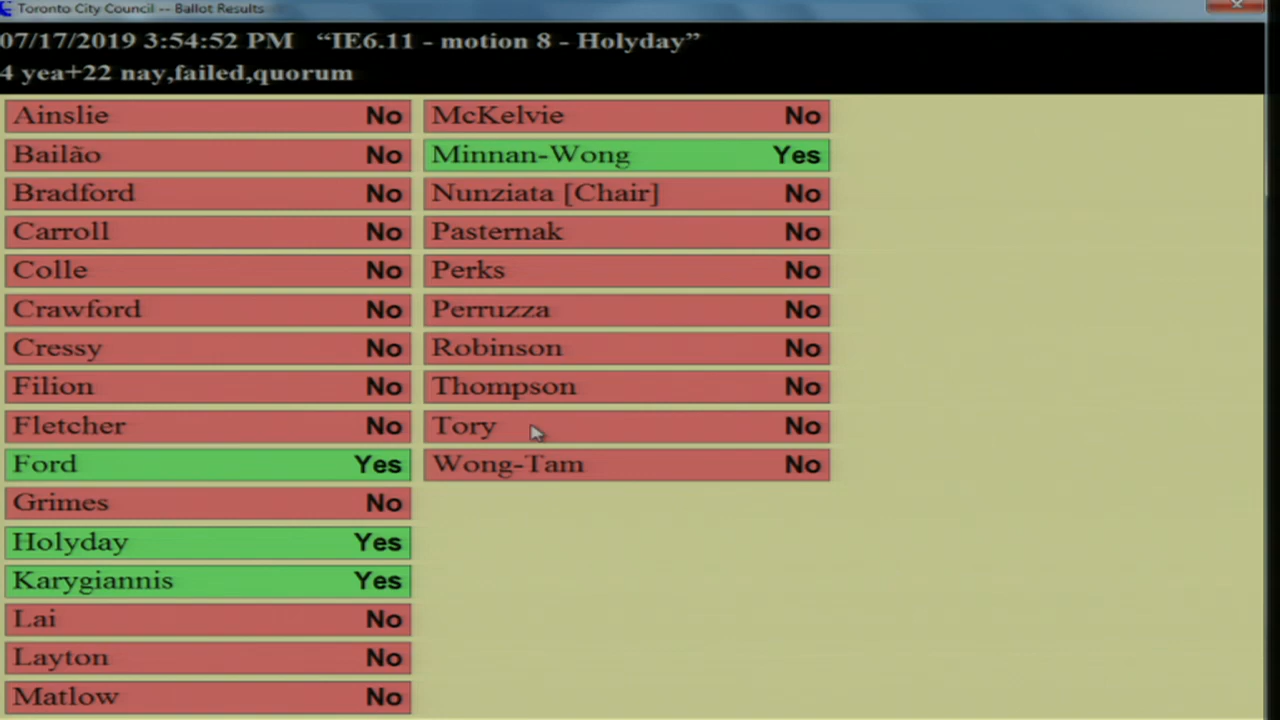 Toronto City Council -- Ballot Results
07/17/2019 3:54:52 PM "IE6.11 - motion 8 - Holyday"
4 yea+22 nay,failed,quorum
Ainslie No
Bailão No
Bradford No
Carroll No
Colle No
Crawford No
Cressy No
Filion No
Fletcher No
Ford Yes
Grimes No
Holyday Yes
Karygiannis Yes
Lai No
Layton No
Matlow No
McKelvie No
Minnan-Wong Yes
Nunziata [Chair] No
Pasternak No
Perks No
Perruzza No
Robinson No
Thompson No
Tory No
Wong-Tam No